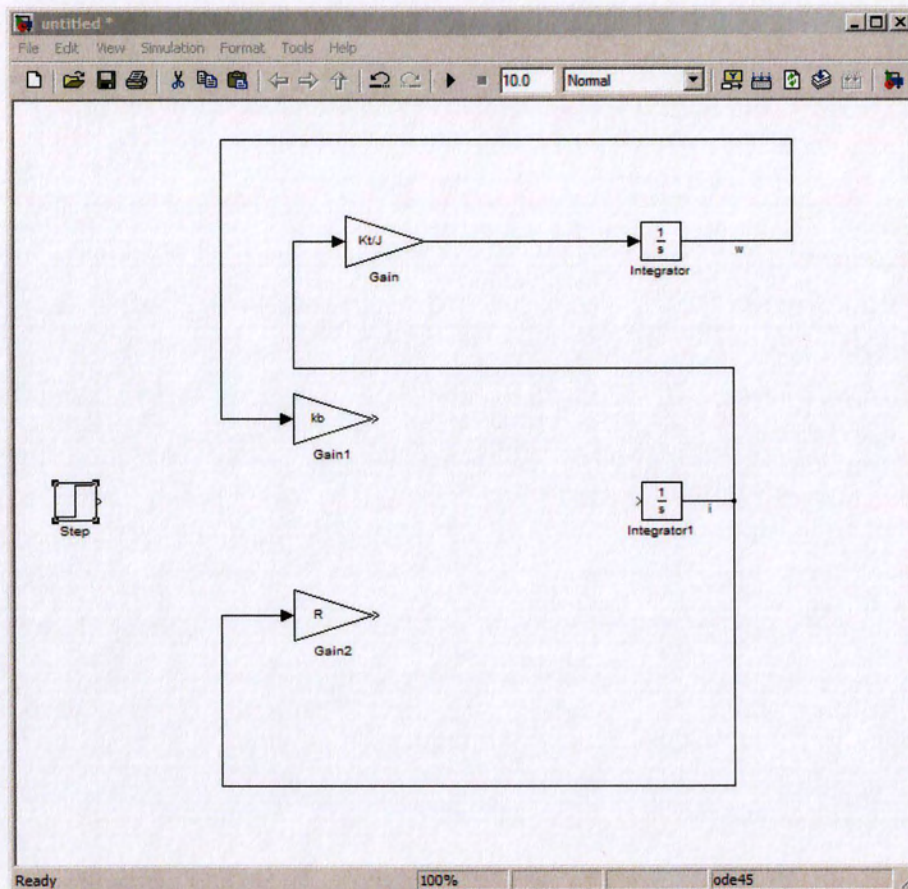 untitled *
File Edit View Simulation Format Tools Help
10.0 Normal
Kt/J
Gain
1
s
Integrator
w
kb
Gain1
Step
1
s
Integrator1
i
R
Gain2
Ready 100% ode45